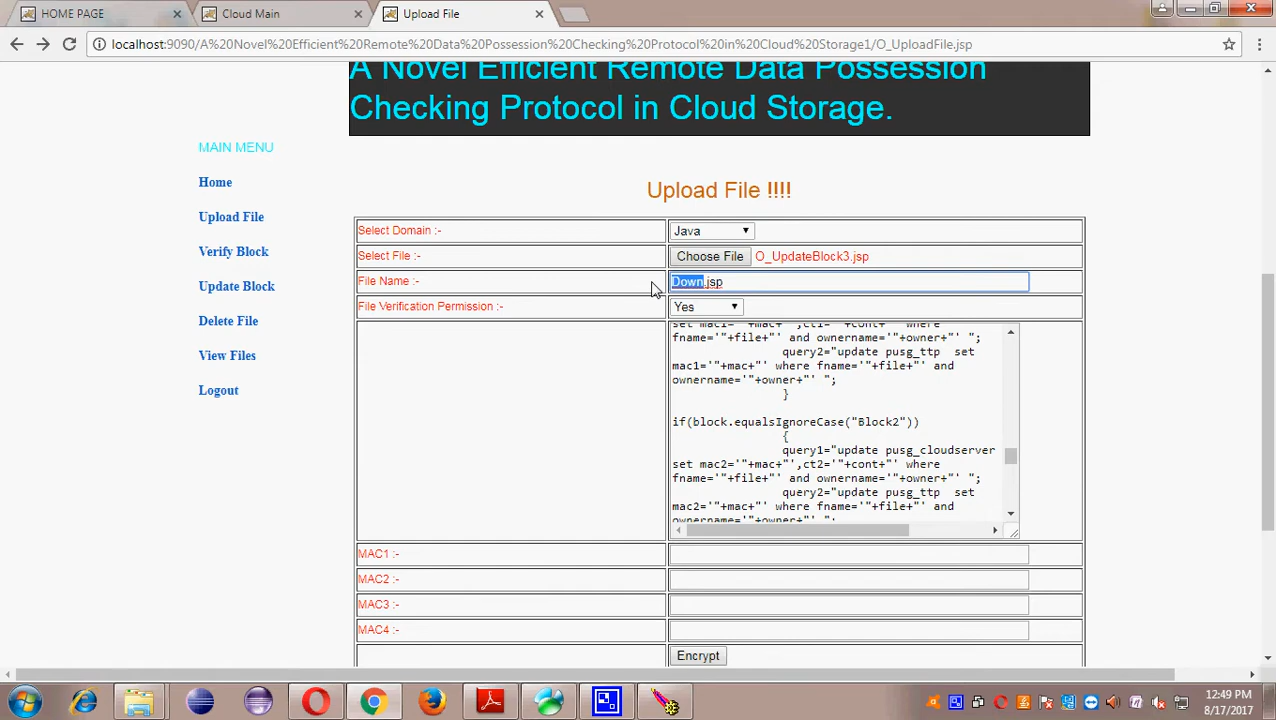 HOME PAGE
Cloud Main
Upload File
localhost:9090/A%20Novel%20Efficient%20Remote%20Data%20Possession%20Checking%20Protocol%20in%20Cloud%20Storage1/O_UploadFile.jsp
A Novel Efficient Remote Data Possession
Checking Protocol in Cloud Storage.
MAIN MENU
Home
Upload File
Verify Block
Update Block
Delete File
View Files
Logout
Upload File !!!!
Select Domain :-
Java
Select File :-
Choose File O_UpdateBlock3.jsp
File Name :-
Down.jsp
File Verification Permission :-
Yes
set mac1='"+mac+"',ct1='"+cont+"' where
fname='"+file+"' and ownername='"+owner+"' ";
query2="update pusg_ttp  set
mac1='"+mac+"' where fname='"+file+"' and
ownername='"+owner+"' ";
}
if(block.equalsIgnoreCase("Block2"))
{
query1="update pusg_cloudserver
set mac2='"+mac+"',ct2='"+cont+"' where
fname='"+file+"' and ownername='"+owner+"' ";
query2="update pusg_ttp  set
mac2='"+mac+"' where fname='"+file+"' and
ownername='"+owner+"' ";
MAC1 :-
MAC2 :-
MAC3 :-
MAC4 :-
Encrypt
12:49 PM
8/17/2017